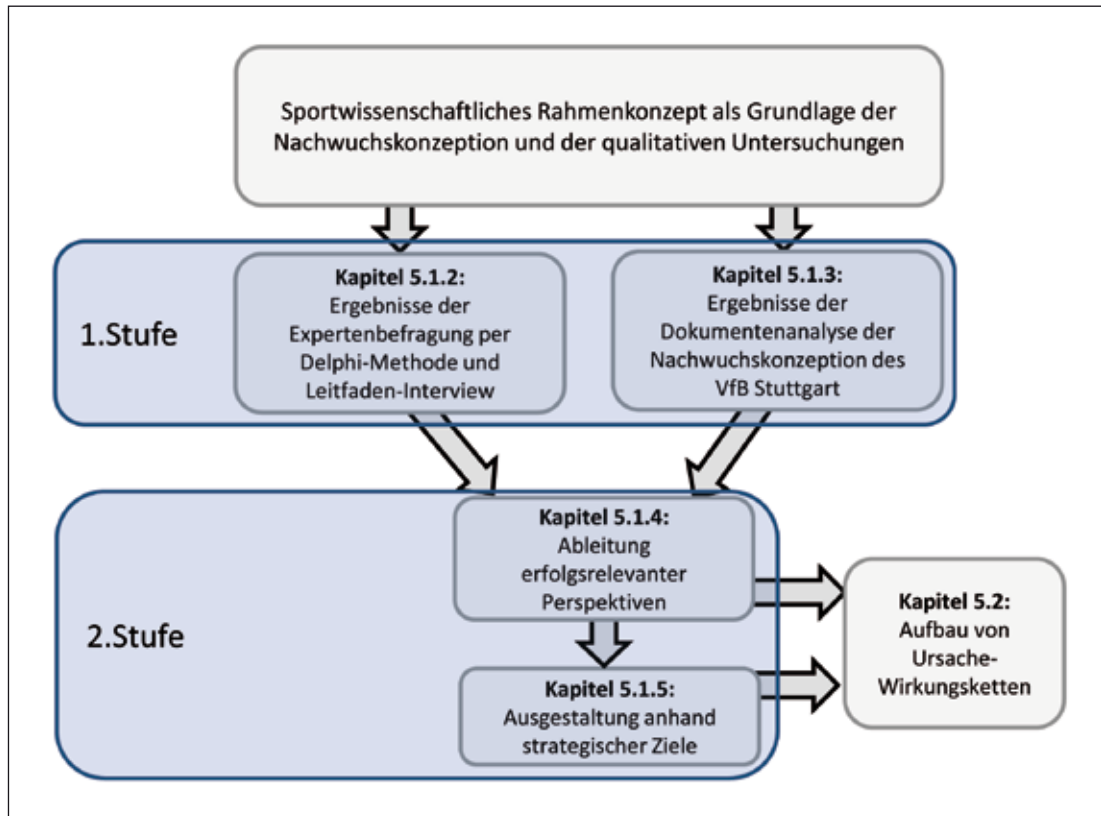 Sportwissenschaftliches Rahmenkonzept als Grundlage der
Nachwuchskonzeption und der qualitativen Untersuchungen
1.Stufe
Kapitel 5.1.2:
Ergebnisse der
Expertenbefragung per
Delphi-Methode und
Leitfaden-Interview
Kapitel 5.1.3:
Ergebnisse der
Dokumentenanalyse der
Nachwuchskonzeption des
VfB Stuttgart
2.Stufe
Kapitel 5.1.4:
Ableitung
erfolgsrelevanter
Perspektiven
Kapitel 5.1.5:
Ausgestaltung anhand
strategischer Ziele
Kapitel 5.2:
Aufbau von
Ursache-
Wirkungsketten